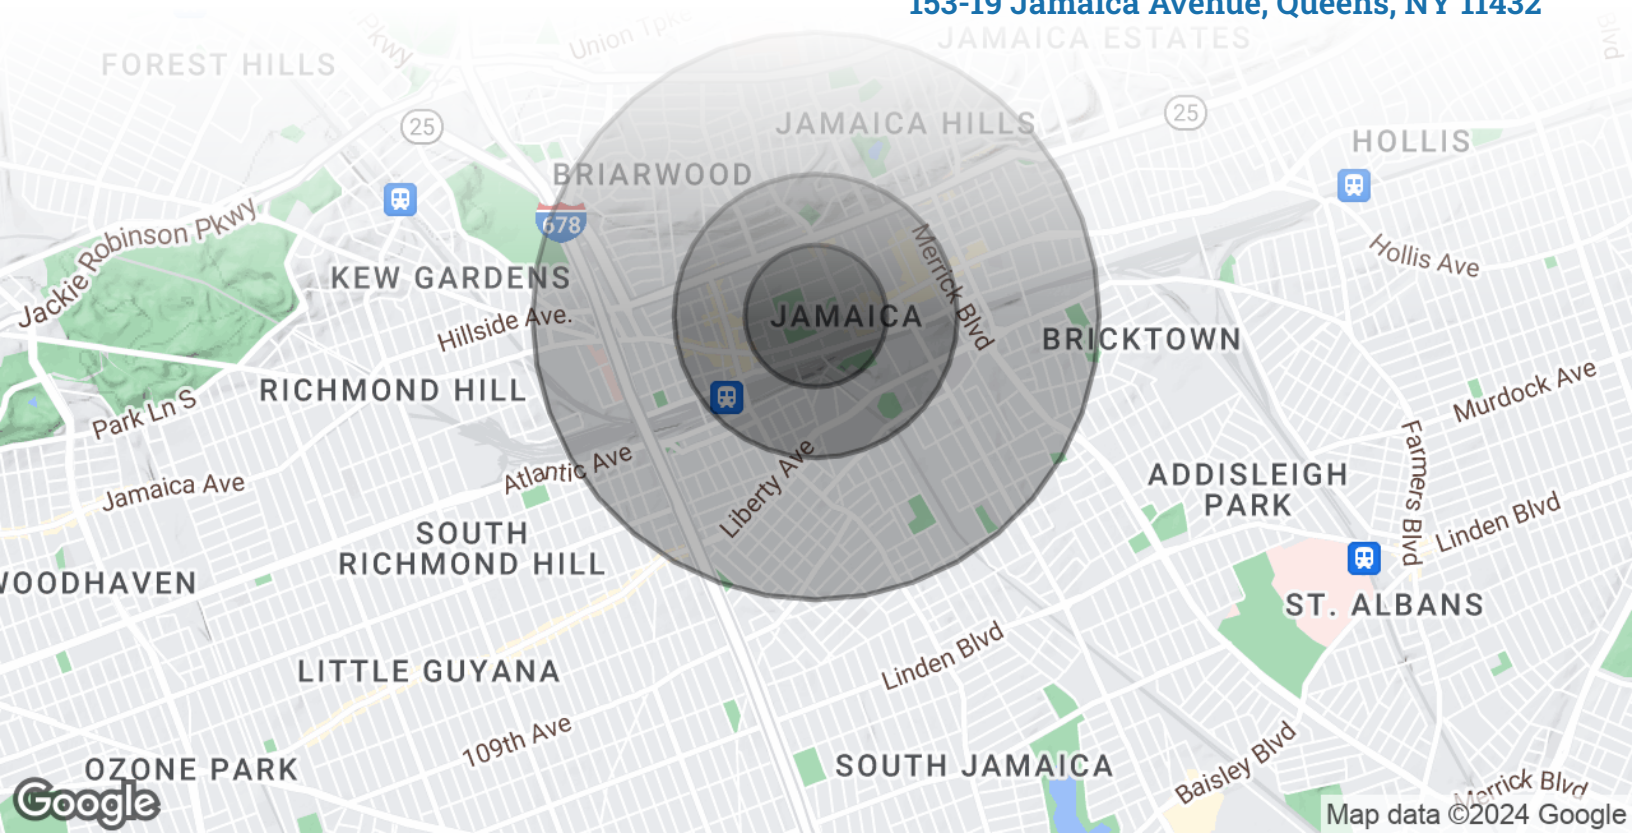 153-19 Jamaica Avenue, Queens, NY 11432
Pkwy
Union Tpke
JAMAICA ESTATES
Blvd
FOREST HILLS
25
25
JAMAICA HILLS
HOLLIS
BRIARWOOD
678
Jackie Robinson Pkwy
Merrick Blvd
Hollis Ave
KEW GARDENS
Hillside Ave.
JAMAICA
BRICKTOWN
RICHMOND HILL
Park Ln S
Murdock Ave
Farmers Blvd
Atlantic Ave
Liberty Ave
Jamaica Ave
ADDISLEIGH
PARK
Linden Blvd
SOUTH
RICHMOND HILL
WOODHAVEN
ST. ALBANS
Linden Blvd
LITTLE GUYANA
109th Ave
OZONE PARK
SOUTH JAMAICA
Baisley Blvd
Merrick Blvd
Google
Map data ©2024 Google